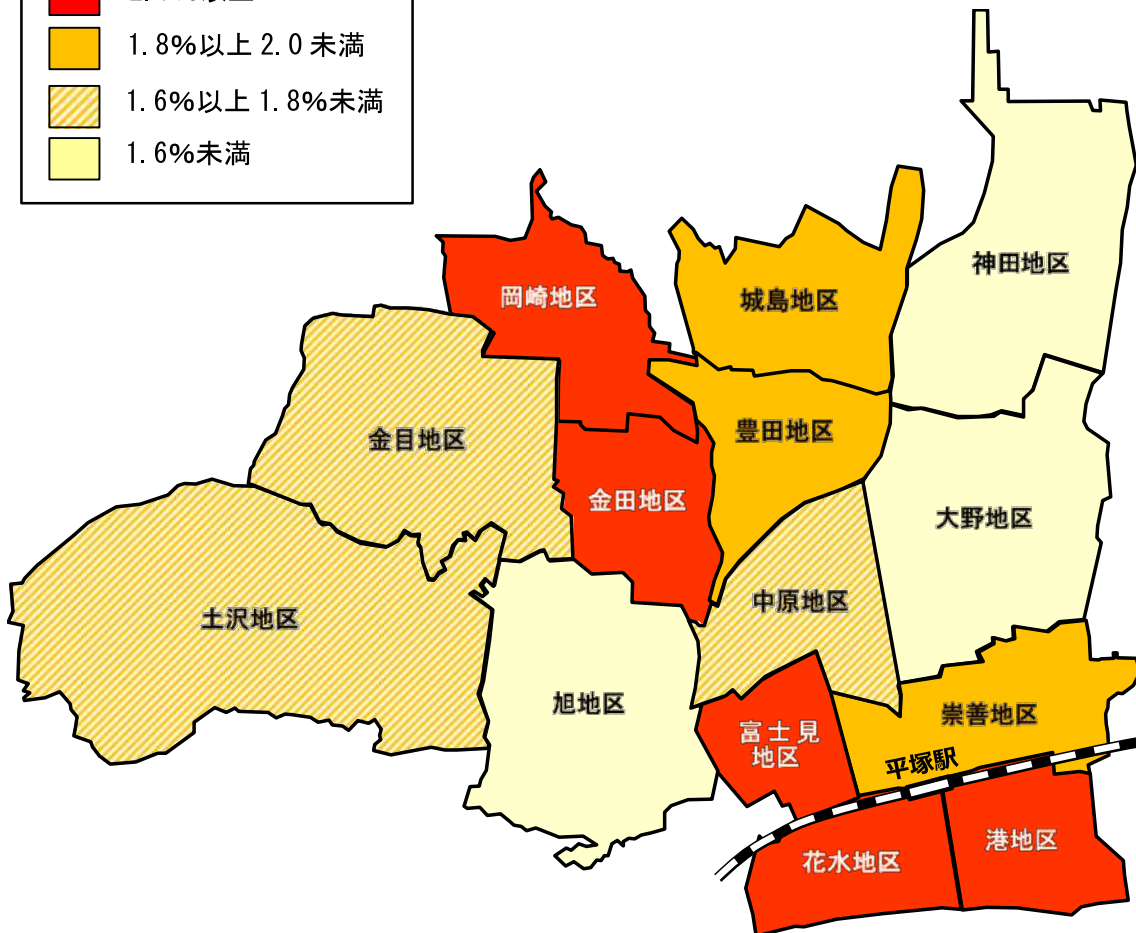 1.8%以上 2.0 未満
1.6%以上 1.8%未満
1.6%未満
神田地区
岡崎地区
城島地区
金目地区
豊田地区
金田地区
大野地区
中原地区
土沢地区
旭地区
崇善地区
富士見
地区
平塚駅
港地区
花水地区